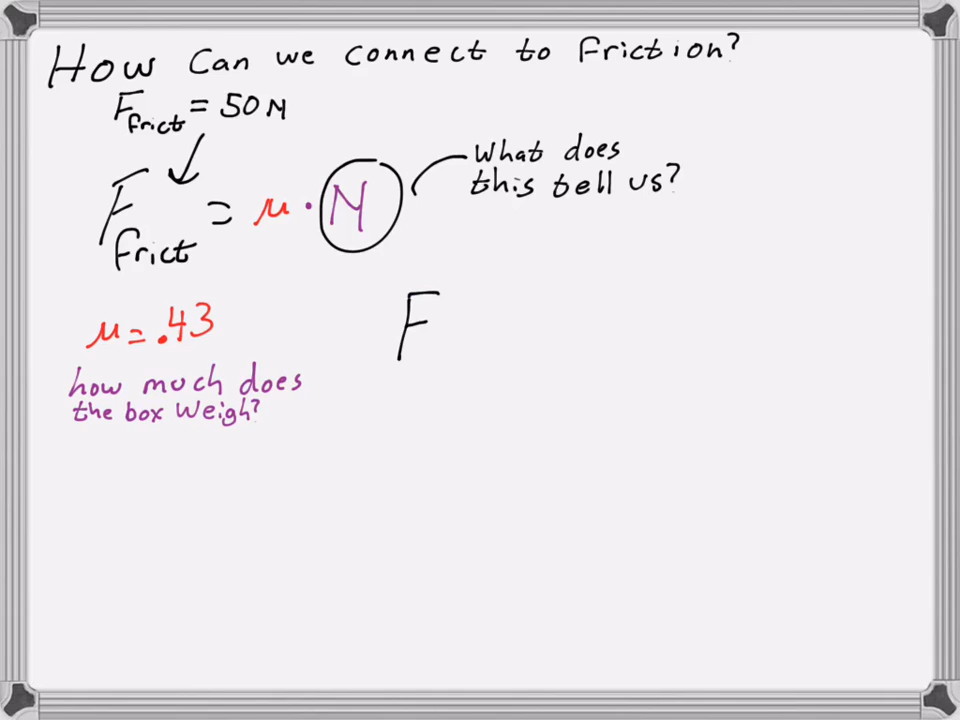 How Can we connect to friction?
Ffrict = 50 N
Ffrict = μ · N
What does
this tell us?
μ = .43
F
how much does
the box weigh?